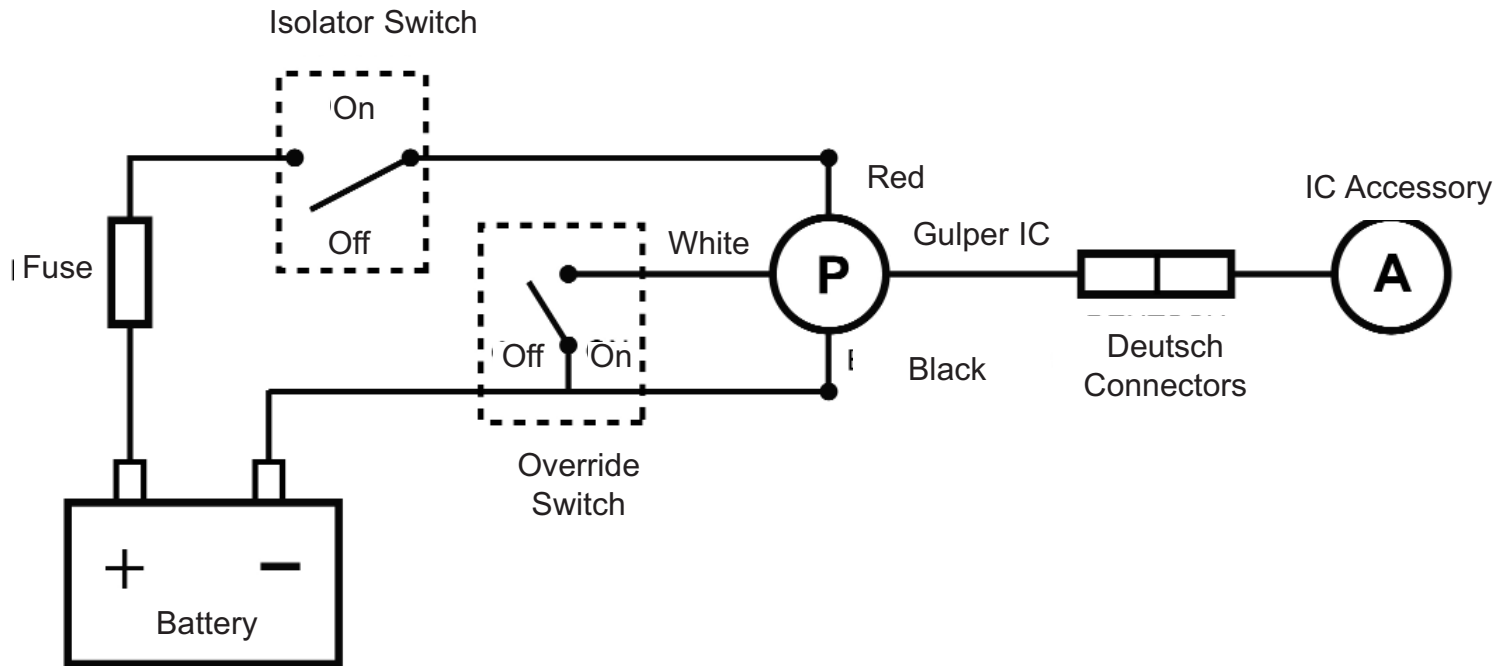 Isolator Switch
On
Off
Fuse
White
Off On
Override
Switch
Red
P
Black
Gulper IC
Deutsch
Connectors
IC Accessory
A
+ −
Battery